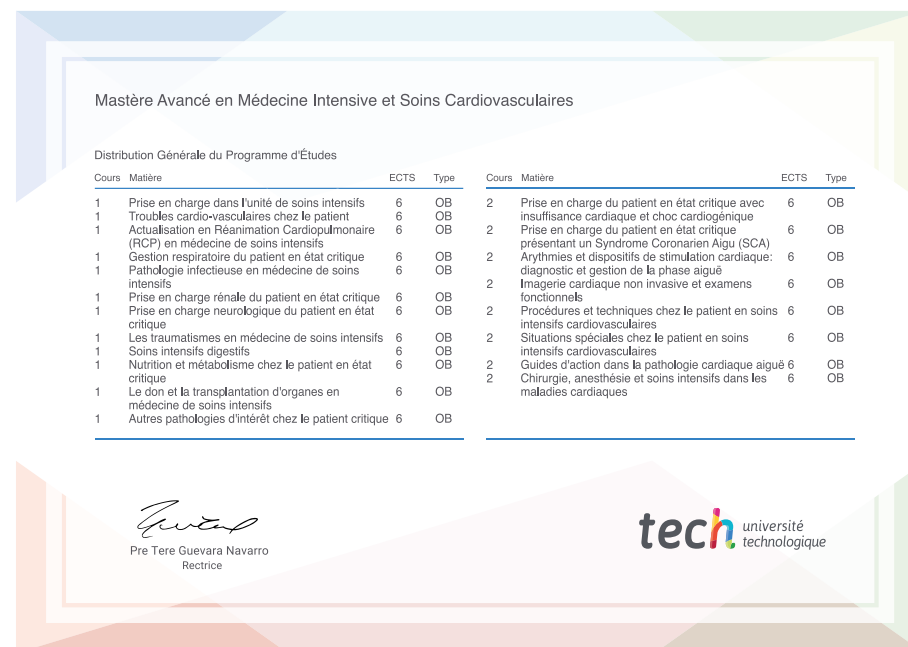 Mastère Avancé en Médecine Intensive et Soins Cardiovasculaires
Distribution Générale du Programme d'Études
Cours Matière ECTS Type
1 Prise en charge dans l'unité de soins intensifs 6 OB
1 Troubles cardio-vasculaires chez le patient 6 OB
1 Actualisation en Réanimation Cardiopulmonaire 6 OB
(RCP) en médecine de soins intensifs
1 Gestion respiratoire du patient en état critique 6 OB
1 Pathologie infectieuse en médecine de soins 6 OB
intensifs
1 Prise en charge rénale du patient en état critique 6 OB
1 Prise en charge neurologique du patient en état 6 OB
critique
1 Les traumatismes en médecine de soins intensifs 6 OB
1 Soins intensifs digestifs 6 OB
1 Nutrition et métabolisme chez le patient en état 6 OB
critique
1 Le don et la transplantation d'organes en 6 OB
médecine de soins intensifs
1 Autres pathologies d'intérêt chez le patient critique 6 OB
Cours Matière ECTS Type
2 Prise en charge du patient en état critique avec 6 OB
insuffisance cardiaque et choc cardiogénique
2 Prise en charge du patient en état critique 6 OB
présentant un Syndrome Coronarien Aigu (SCA)
2 Arythmies et dispositifs de stimulation cardiaque: 6 OB
diagnostic et gestion de la phase aiguë
2 Imagerie cardiaque non invasive et examens 6 OB
fonctionnels
2 Procédures et techniques chez le patient en soins 6 OB
intensifs cardiovasculaires
2 Situations spéciales chez le patient en soins 6 OB
intensifs cardiovasculaires
2 Guides d'action dans la pathologie cardiaque aiguë 6 OB
2 Chirurgie, anesthésie et soins intensifs dans les 6 OB
maladies cardiaques
Pre Tere Guevara Navarro
Rectrice
tech université
technologique